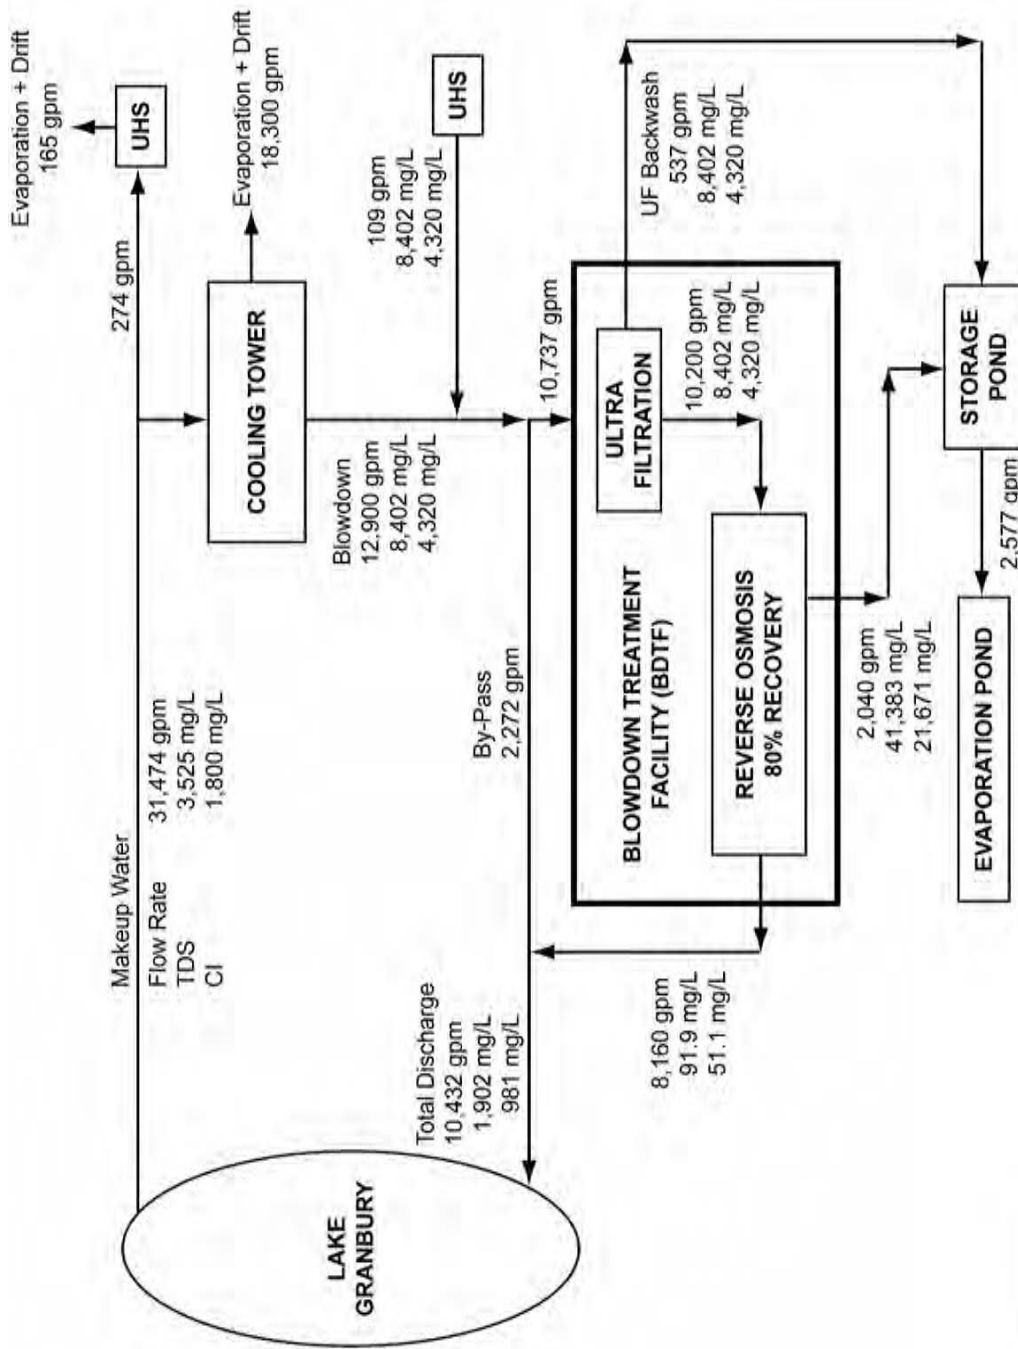 Makeup Water
Flow Rate 31,474 gpm
TDS 3,525 mg/L
Cl 1,800 mg/L
274 gpm
UHS
Evaporation + Drift
165 gpm
COOLING TOWER
Evaporation + Drift
18,300 gpm
Blowdown
12,900 gpm
8,402 mg/L
4,320 mg/L
109 gpm
8,402 mg/L
4,320 mg/L
UHS
LAKE
GRANBURY
Total Discharge
10,432 gpm
1,902 mg/L
981 mg/L
By-Pass
2,272 gpm
10,737 gpm
BLOWDOWN TREATMENT
FACILITY (BDTF)
ULTRA
FILTRATION
UF Backwash
537 gpm
8,402 mg/L
4,320 mg/L
10,200 gpm
8,402 mg/L
4,320 mg/L
REVERSE OSMOSIS
80% RECOVERY
8,160 gpm
91.9 mg/L
51.1 mg/L
2,040 gpm
41,383 mg/L
21,671 mg/L
EVAPORATION POND
2,577 gpm
STORAGE
POND